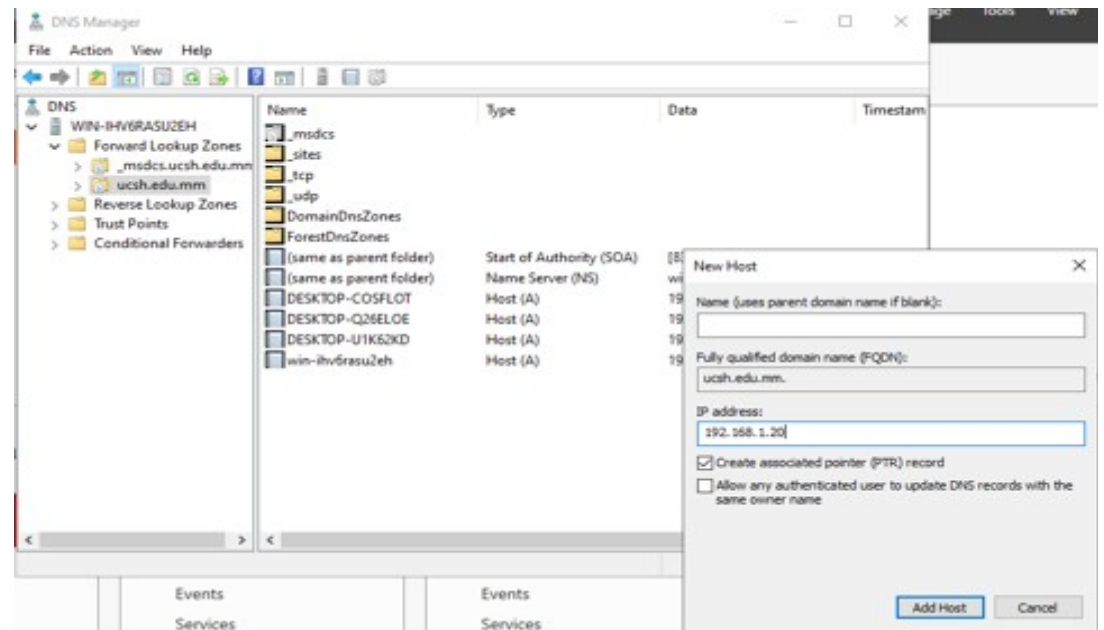 DNS Manager
File Action View Help
DNS
WIN-IHV6RASU2EH
Forward Lookup Zones
_msdcs.ucsh.edu.mm
ucsh.edu.mm
Reverse Lookup Zones
Trust Points
Conditional Forwarders
Name Type Data Timestam
_msdcs
_sites
_tcp
_udp
DomainDnsZones
ForestDnsZones
(same as parent folder) Start of Authority (SOA)
(same as parent folder) Name Server (NS)
DESKTOP-COSFLOT Host (A) 19
DESKTOP-Q26ELOE Host (A) 19
DESKTOP-U1K62KD Host (A) 19
win-ihv6rasu2eh Host (A) 19
Tools View
New Host
Name (uses parent domain name if blank):
Fully qualified domain name (FQDN):
ucsh.edu.mm.
IP address:
192.168.1.20
Create associated pointer (PTR) record
Allow any authenticated user to update DNS records with the
same owner name
Add Host Cancel
Events Events
Services Services